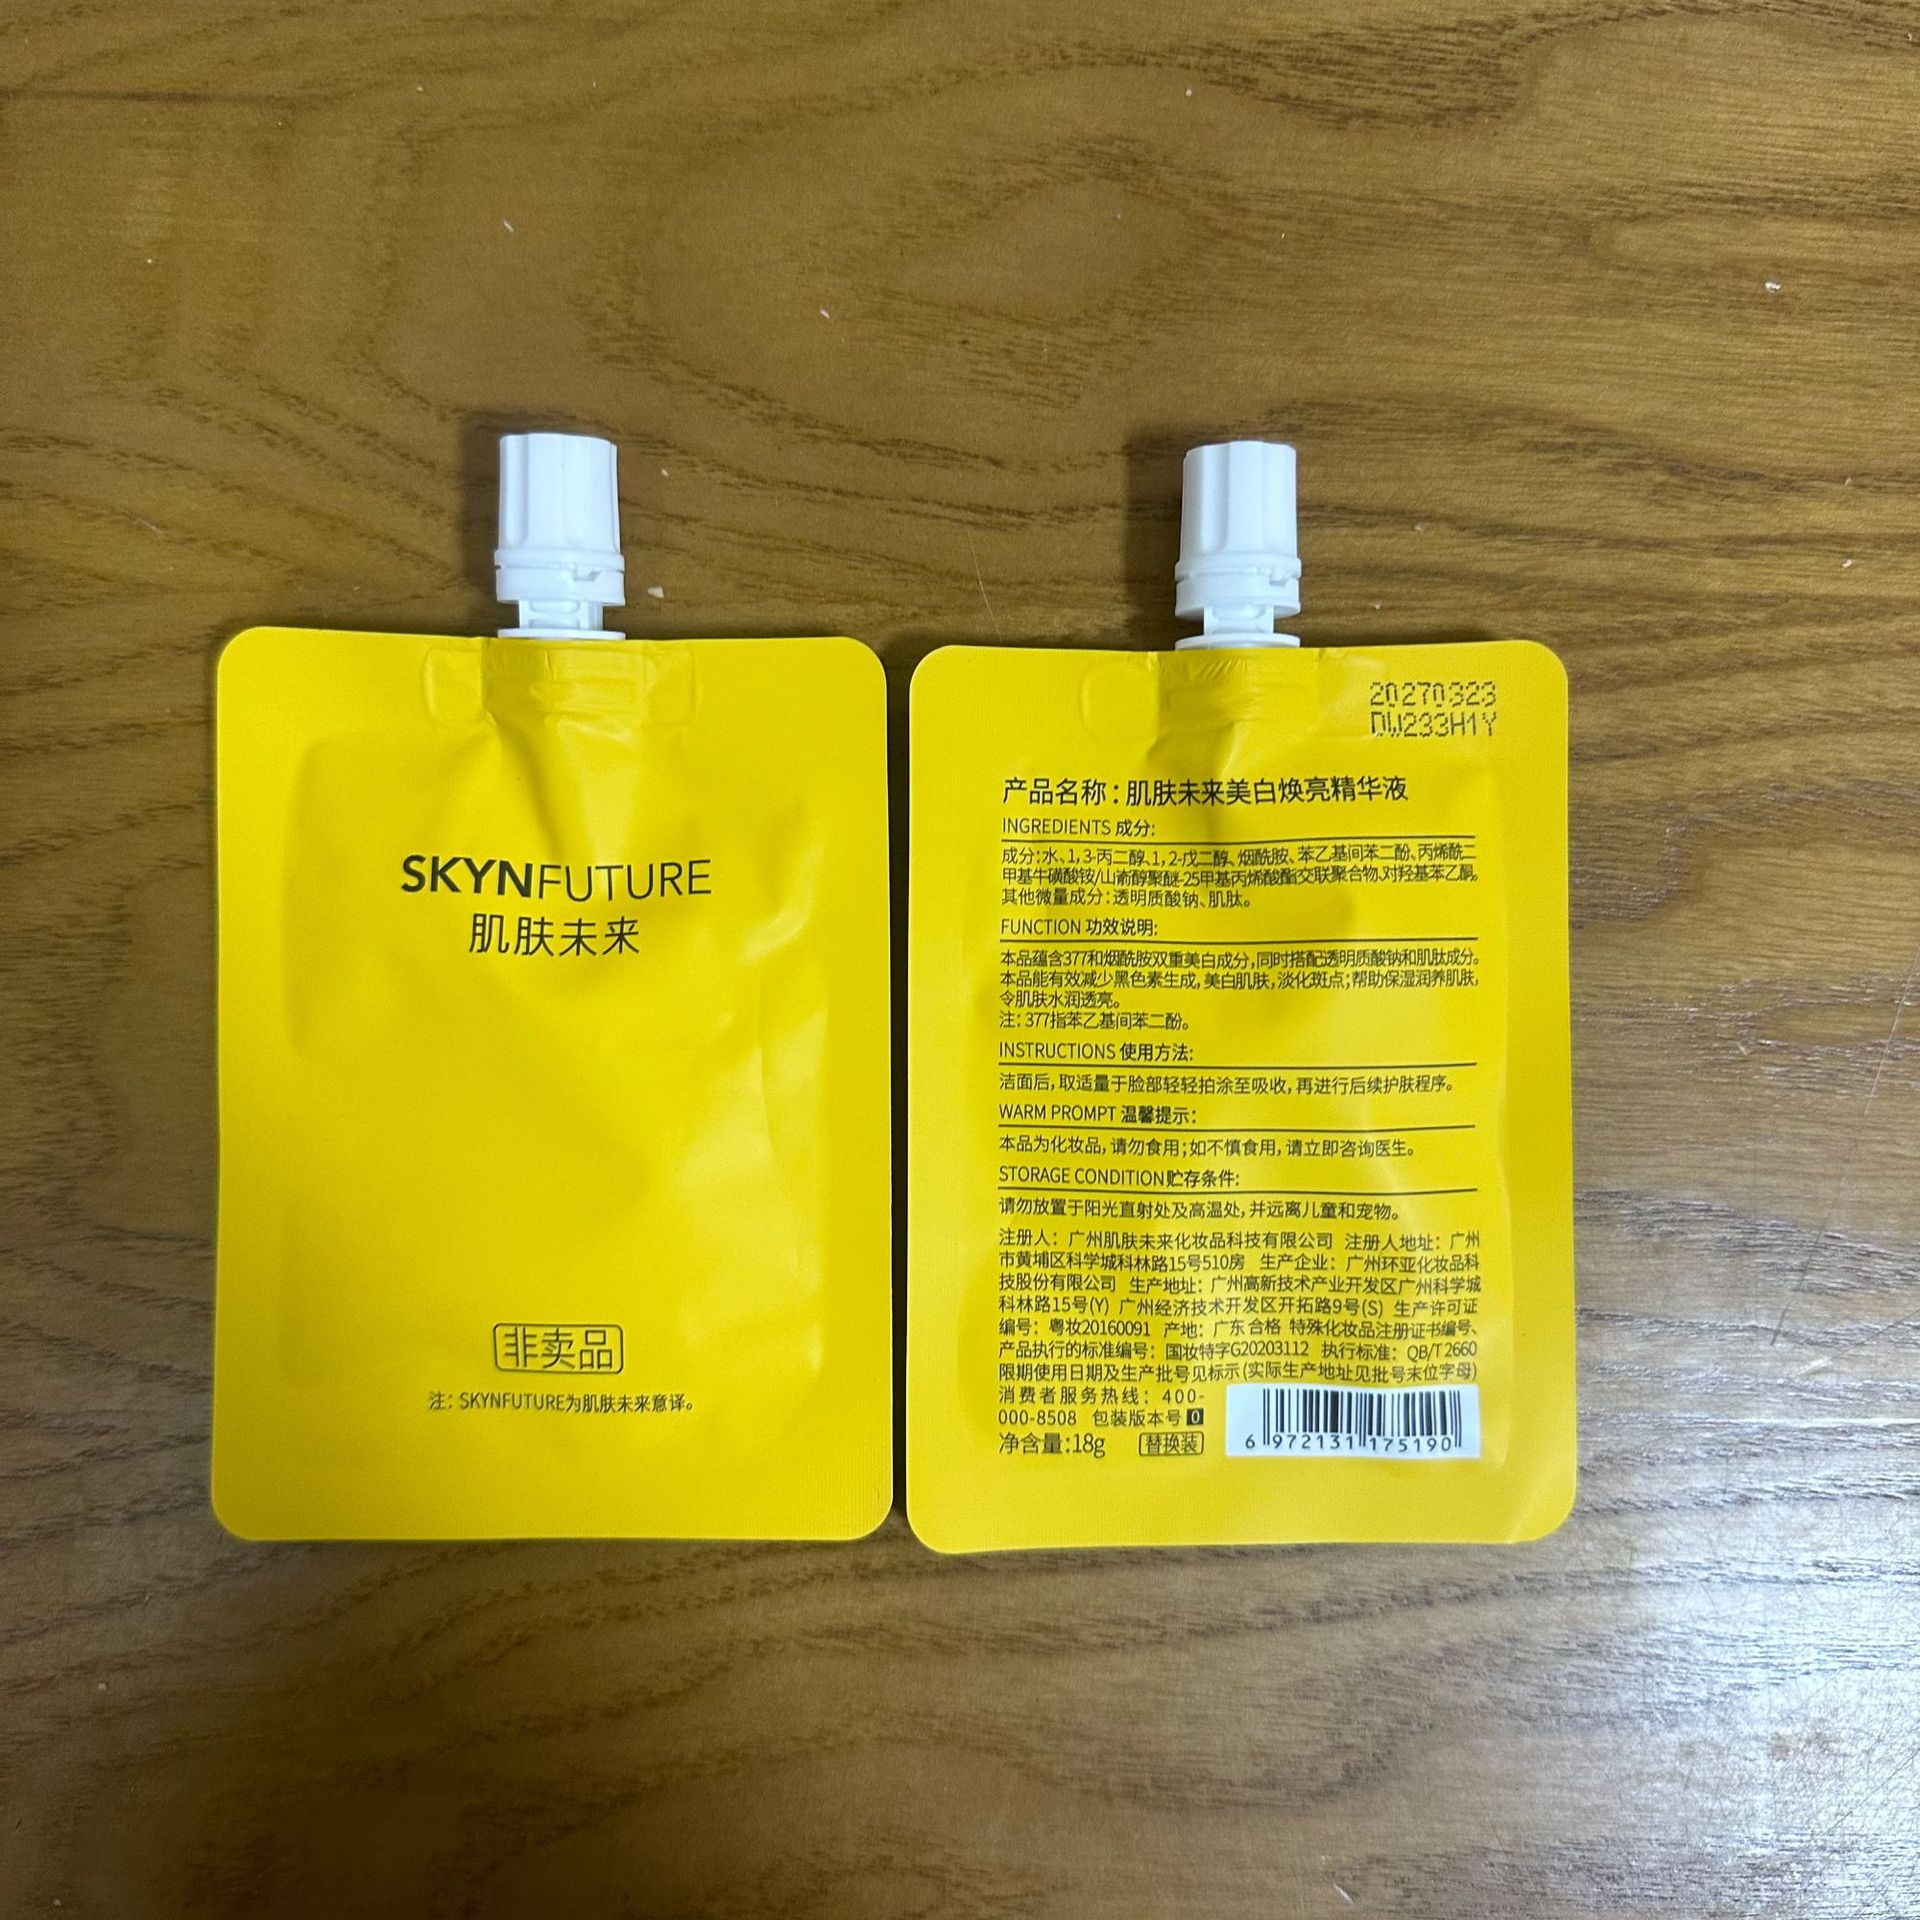 SKYNFUTURE
肌肤未来
非卖品
注: SKYNFUTURE为肌肤未来意译。
20270323
DW233H1Y
产品名称：肌肤未来美白焕亮精华液
INGREDIENTS 成分:
成分:水、1,3-丙二醇、1,2-戊二醇、烟酰胺、苯乙基间苯二酚、丙烯酰二
甲基牛磺酸铵/山嵛醇聚醚-25甲基丙烯酸酯交联聚合物、对羟基苯乙酮。
其他微量成分：透明质酸钠、肌肽。
FUNCTION 功效说明:
本品蕴含377和烟酰胺双重美白成分,同时搭配透明质酸钠和肌肽成分。
本品能有效减少黑色素生成,美白肌肤,淡化斑点;帮助保湿润养肌肤,
令肌肤水润透亮。
注: 377指苯乙基间苯二酚。
INSTRUCTIONS 使用方法:
洁面后,取适量于脸部轻轻拍涂至吸收,再进行后续护肤程序。
WARM PROMPT 温馨提示:
本品为化妆品,请勿食用;如不慎食用,请立即咨询医生。
STORAGE CONDITION贮存条件:
请勿放置于阳光直射处及高温处,并远离儿童和宠物。
注册人：广州肌肤未来化妆品科技有限公司 注册人地址：广州
市黄埔区科学城科林路15号510房 生产企业：广州环亚化妆品科
技股份有限公司 生产地址：广州高新技术产业开发区广州科学城
科林路15号(Y) 广州经济技术开发区开拓路9号(S) 生产许可证
编号：粤妆20160091 产地：广东 合格 特殊化妆品注册证书编号、
产品执行的标准编号：国妆特字G20203112 执行标准：QB/T 2660
限期使用日期及生产批号见标示(实际生产地址见批号末位字母)
消费者服务热线：400-
000-8508 包装版本号 0
净含量:18g 替换装
6 972131 175190